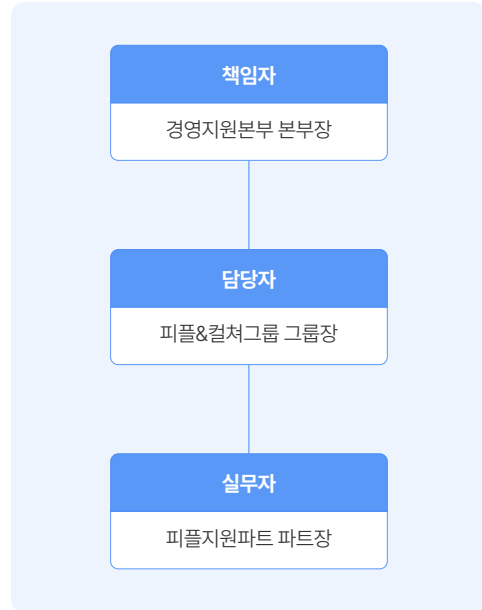 책임자
경영지원본부 본부장
담당자
피플&컬쳐그룹 그룹장
실무자
피플지원파트 파트장